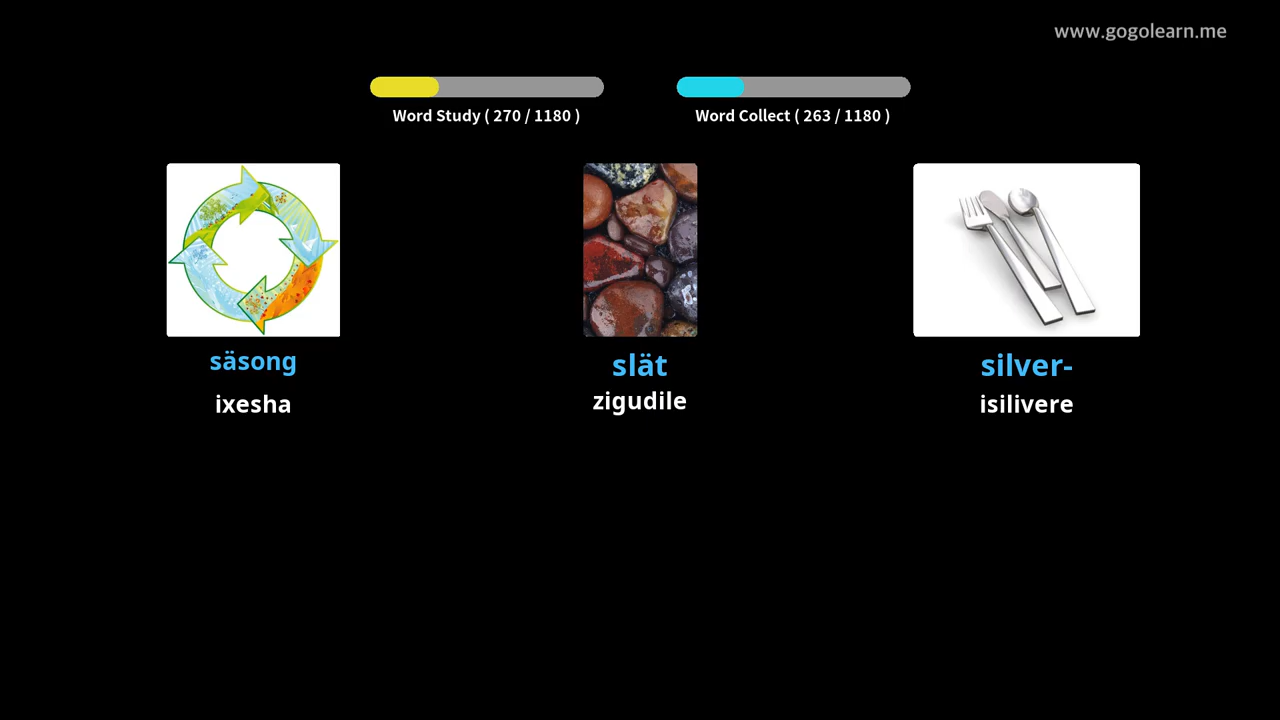 www.gogolearn.me
Word Study ( 270 / 1180 )
Word Collect ( 263 / 1180 )
säsong
slät
silver-
ixesha
zigudile
isilivere